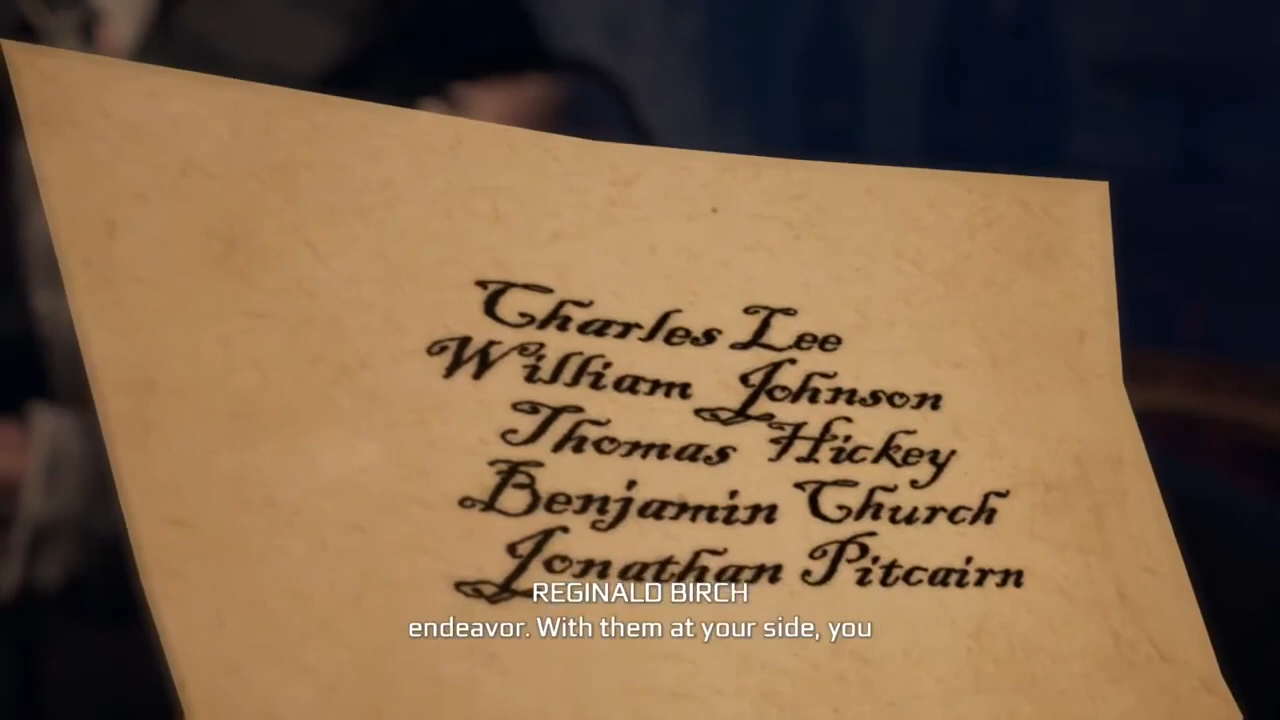 Charles Lee
William Johnson
Thomas Hickey
Benjamin Church
Jonathan Pitcairn
REGINALD BIRCH
endeavor. With them at your side, you